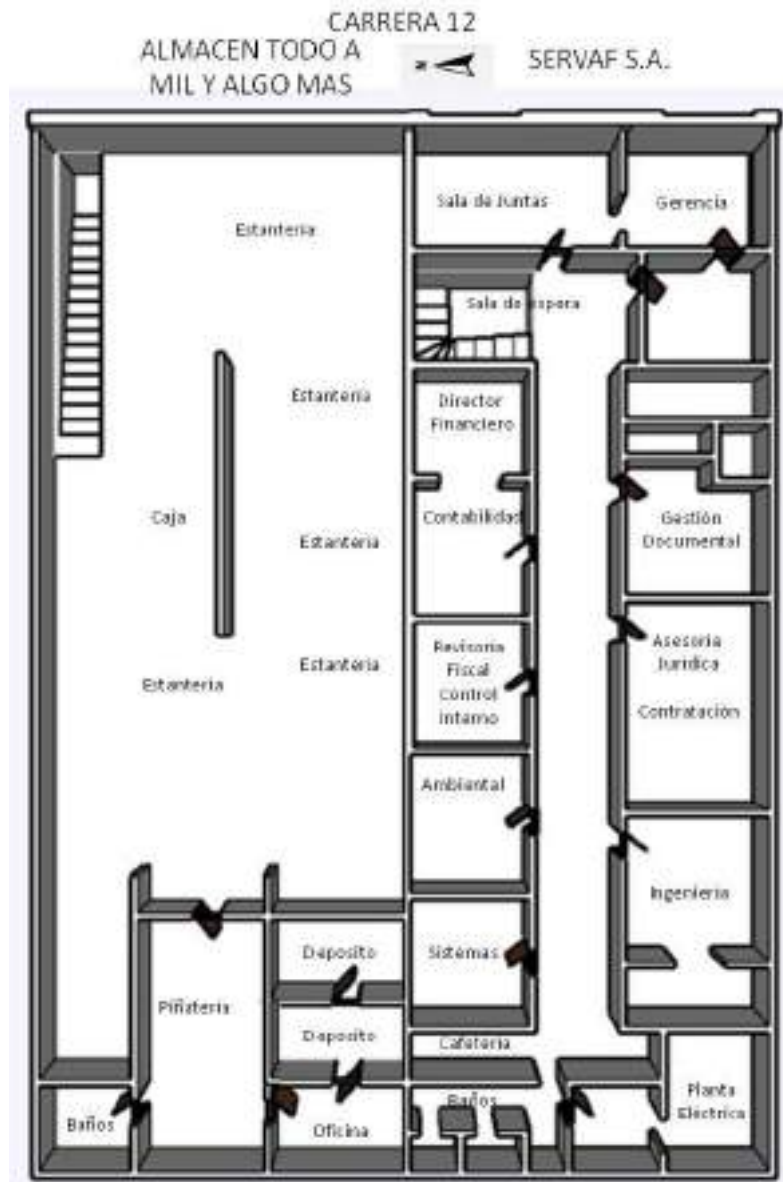 CARRERA 12
ALMACEN TODO A
MIL Y ALGO MAS
N
SERVAF S.A.
Sala de Juntas
Gerencia
Estanteria
Sala de espera
Estanteria
Director
Financiero
Caja
Estanteria
Contabilidad
Gestión
Documental
Estanteria
Estanteria
Revisoria
Fiscal
Control
Interno
Asesoria
Juridica
Contratación
Ambiental
Ingenieria
Deposito
Sistemas
Piñateria
Deposito
Cafeteria
Baños
Oficina
Baños
Planta
Eléctrica